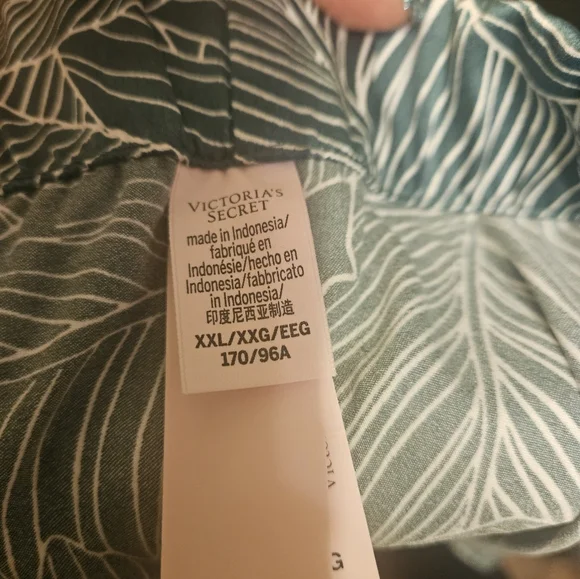 VICTORIA'S
SECRET
made in Indonesia/
fabriqué en
Indonésie/hecho en
Indonesia/fabbricato
in Indonesia/
印度尼西亚制造
XXL/XXG/EEG
170/96A
G